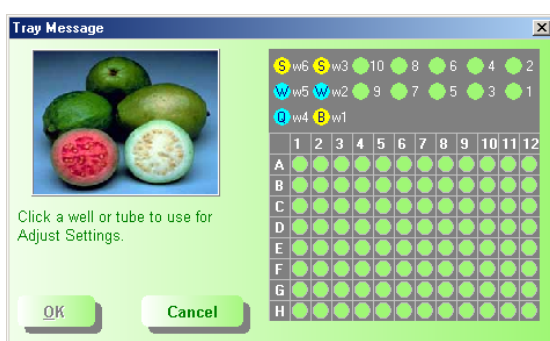 Tray Message
S w6 S w3 10 8 6 4 2
W w5 W w2 9 7 5 3 1
Q w4 B w1
1 2 3 4 5 6 7 8 9 10 11 12
A
B
C
D
E
F
G
H
Click a well or tube to use for
Adjust Settings.
OK
Cancel